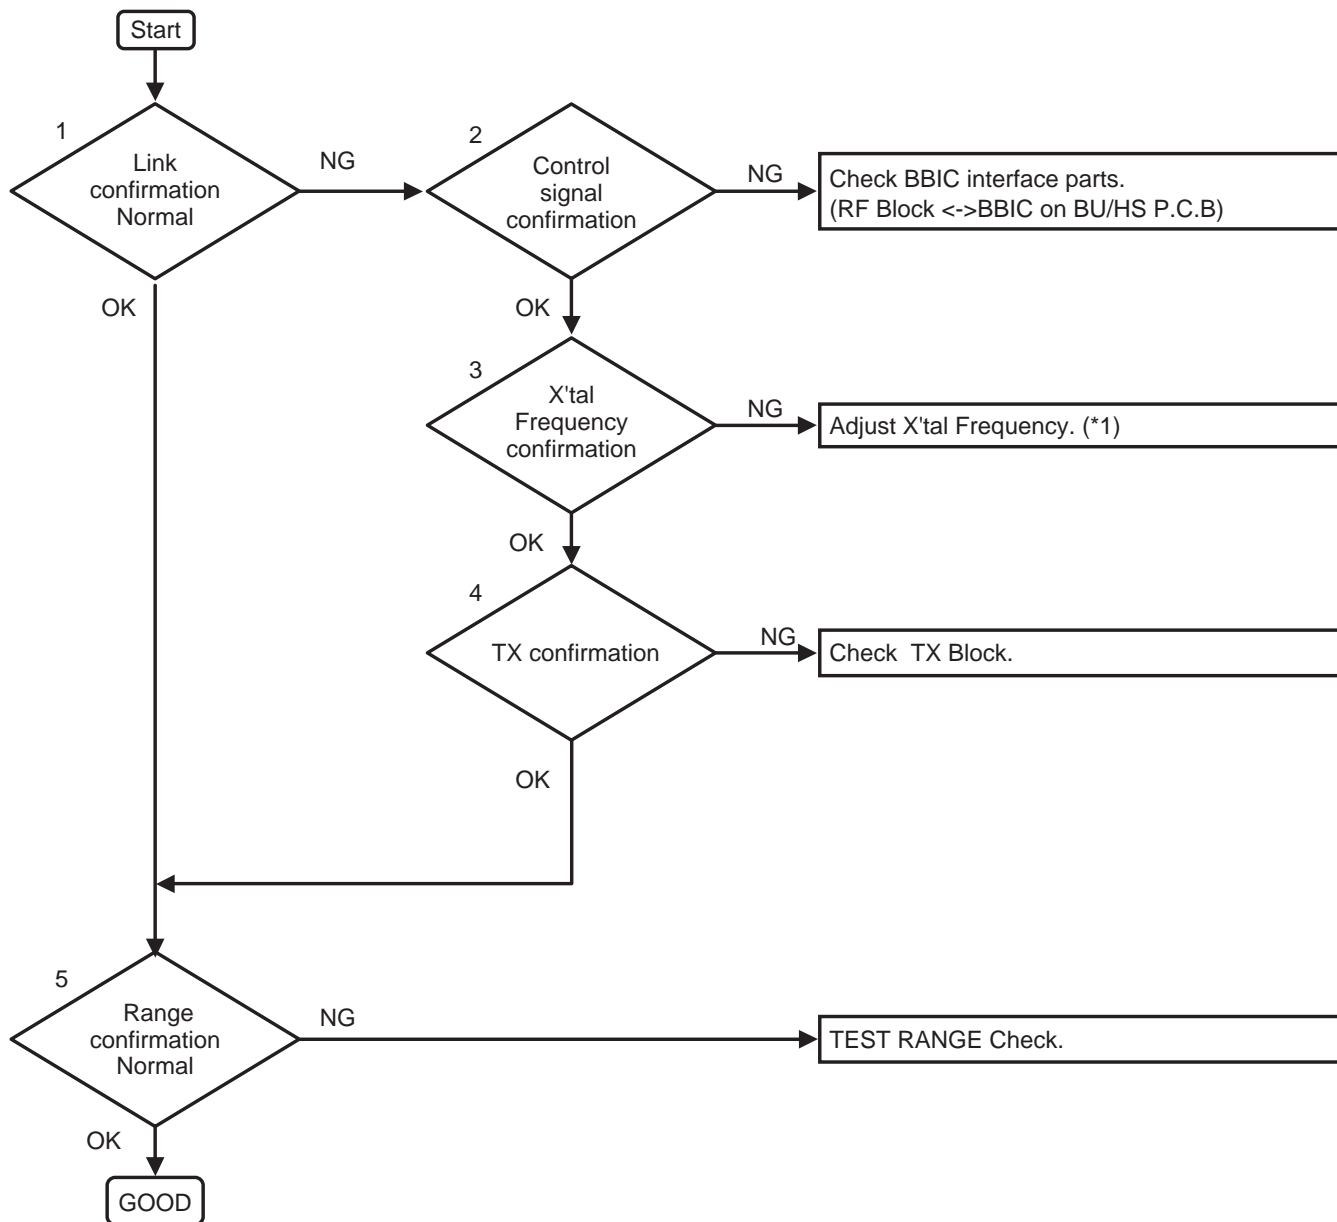 Start
1
Link
confirmation
Normal
NG
OK
2
Control
signal
confirmation
NG
Check BBIC interface parts.
(RF Block <->BBIC on BU/HS P.C.B)
OK
3
X'tal
Frequency
confirmation
NG
Adjust X'tal Frequency. (*1)
OK
4
TX confirmation
NG
Check TX Block.
OK
5
Range
confirmation
Normal
NG
TEST RANGE Check.
OK
GOOD